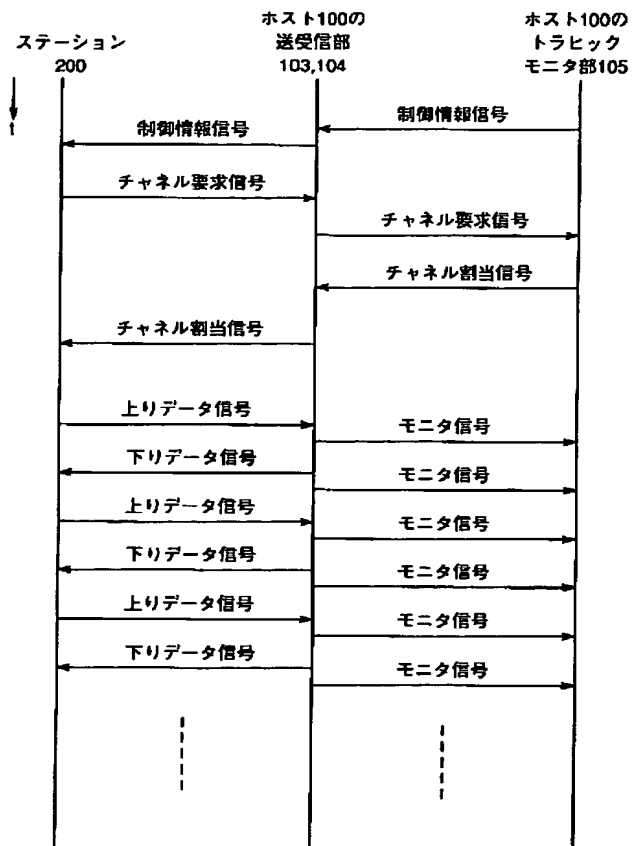 ステーション
200
ホスト100の
送受信部
103,104
ホスト100の
トラヒック
モニタ部105
t
制御情報信号
制御情報信号
チャネル要求信号
チャネル要求信号
チャネル割当信号
チャネル割当信号
上りデータ信号
モニタ信号
下りデータ信号
モニタ信号
上りデータ信号
モニタ信号
下りデータ信号
モニタ信号
上りデータ信号
モニタ信号
下りデータ信号
モニタ信号